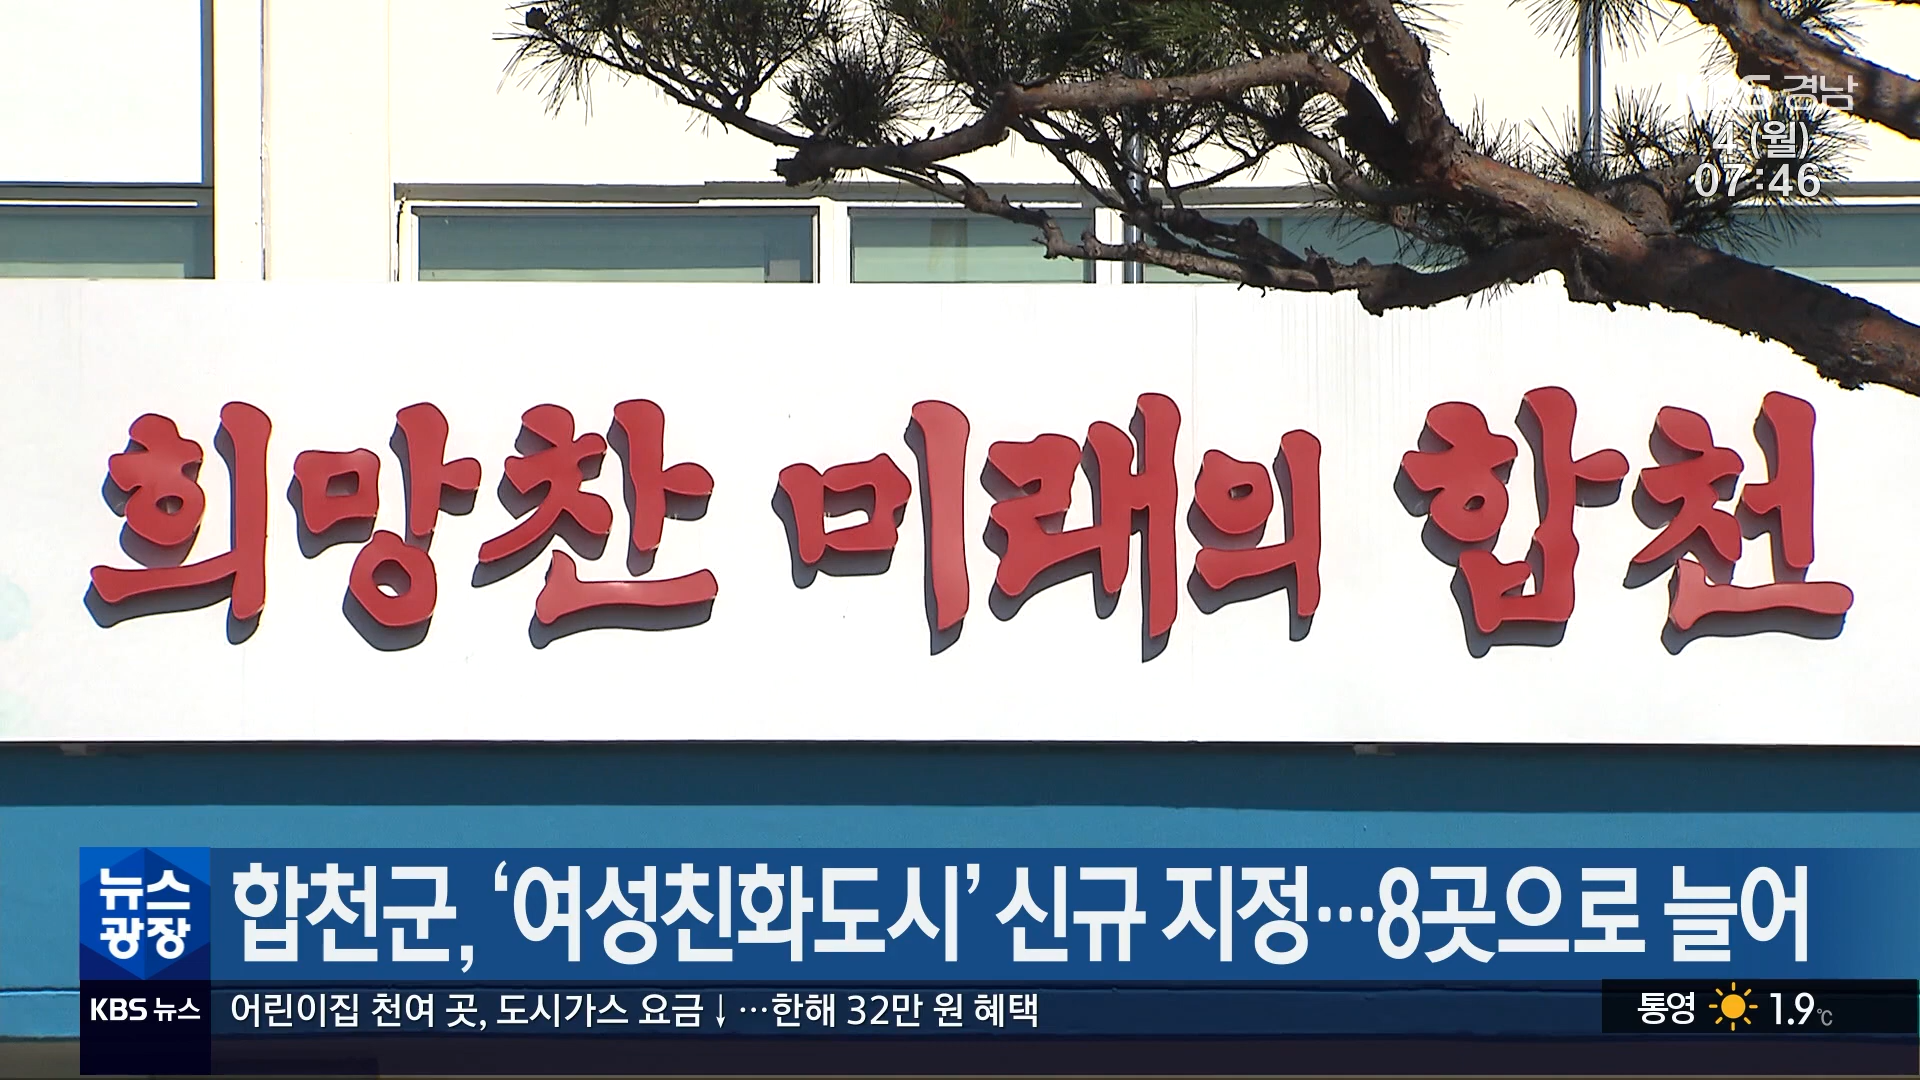 KBS 경남
4 (월)
07:46
희망찬 미래의 합천
뉴스
광장
합천군, ‘여성친화도시’ 신규 지정…8곳으로 늘어
KBS 뉴스
어린이집 천여 곳, 도시가스 요금↓…한해 32만 원 혜택
통영 1.9℃